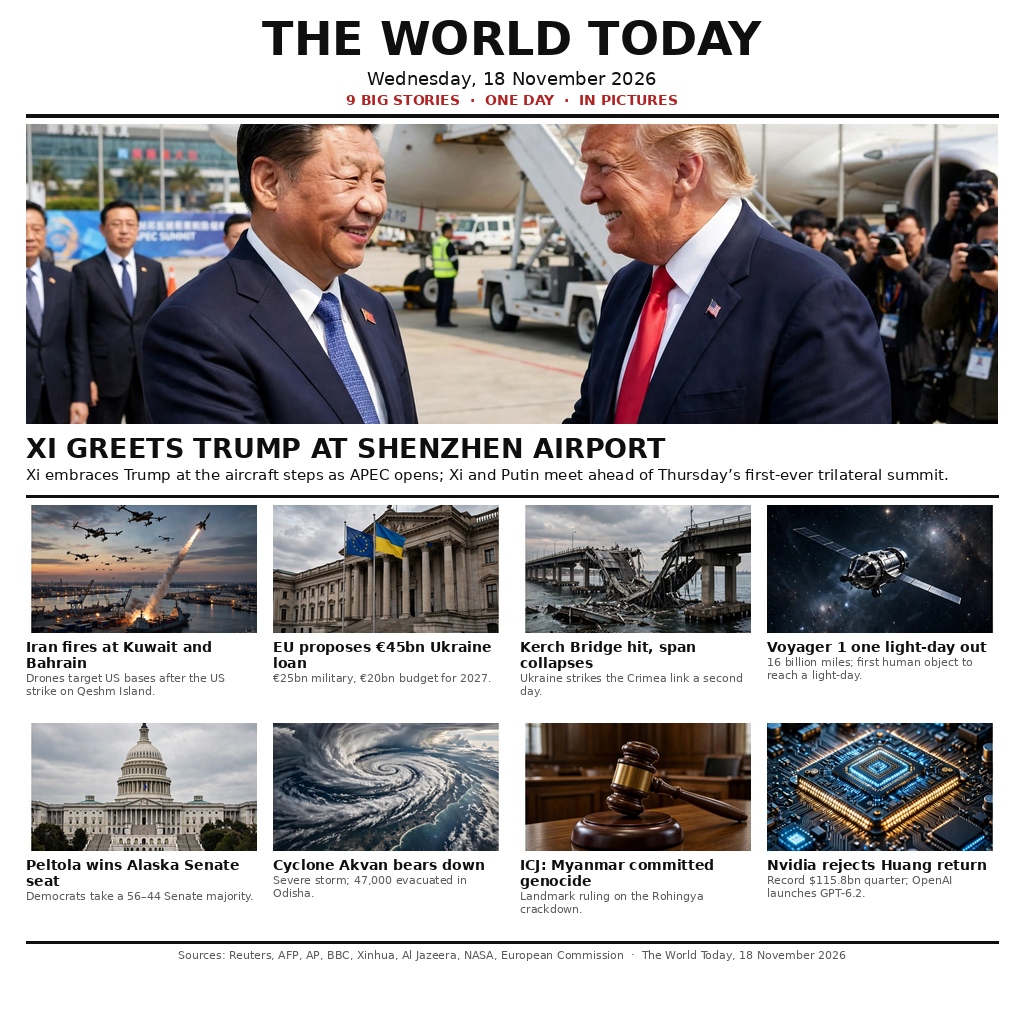 THE WORLD TODAY
Wednesday, 18 November 2026
9 BIG STORIES · ONE DAY · IN PICTURES
PEC SUMMIT
XI GREETS TRUMP AT SHENZHEN AIRPORT
Xi embraces Trump at the aircraft steps as APEC opens; Xi and Putin meet ahead of Thursday’s first-ever trilateral summit.
Iran fires at Kuwait and
Bahrain
Drones target US bases after the US
strike on Qeshm Island.
EU proposes €45bn Ukraine
loan
€25bn military, €20bn budget for 2027.
Kerch Bridge hit, span
collapses
Ukraine strikes the Crimea link a second
day.
Voyager 1 one light-day out
16 billion miles; first human object to
reach a light-day.
Peltola wins Alaska Senate
seat
Democrats take a 56–44 Senate majority.
Cyclone Akvan bears down
Severe storm; 47,000 evacuated in
Odisha.
ICJ: Myanmar committed
genocide
Landmark ruling on the Rohingya
crackdown.
Nvidia rejects Huang return
Record $115.8bn quarter; OpenAI
launches GPT-6.2.
Sources: Reuters, AFP, AP, BBC, Xinhua, Al Jazeera, NASA, European Commission · The World Today, 18 November 2026